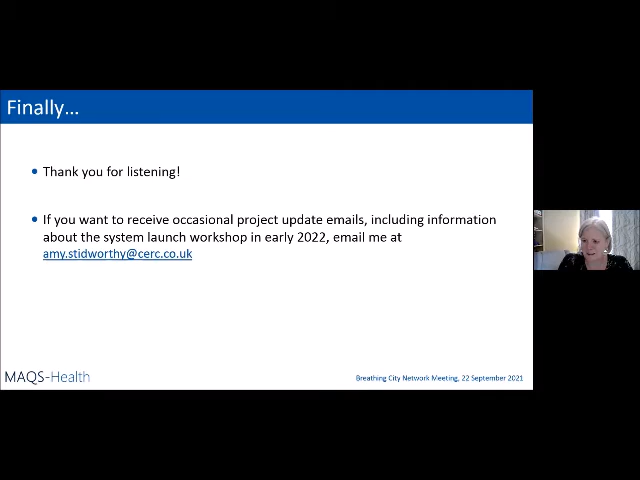 Finally...
Thank you for listening!
If you want to receive occasional project update emails, including information
about the system launch workshop in early 2022, email me at
amy.stidworthy@cerc.co.uk
MAQS-Health
Breathing City Network Meeting, 22 September 2021